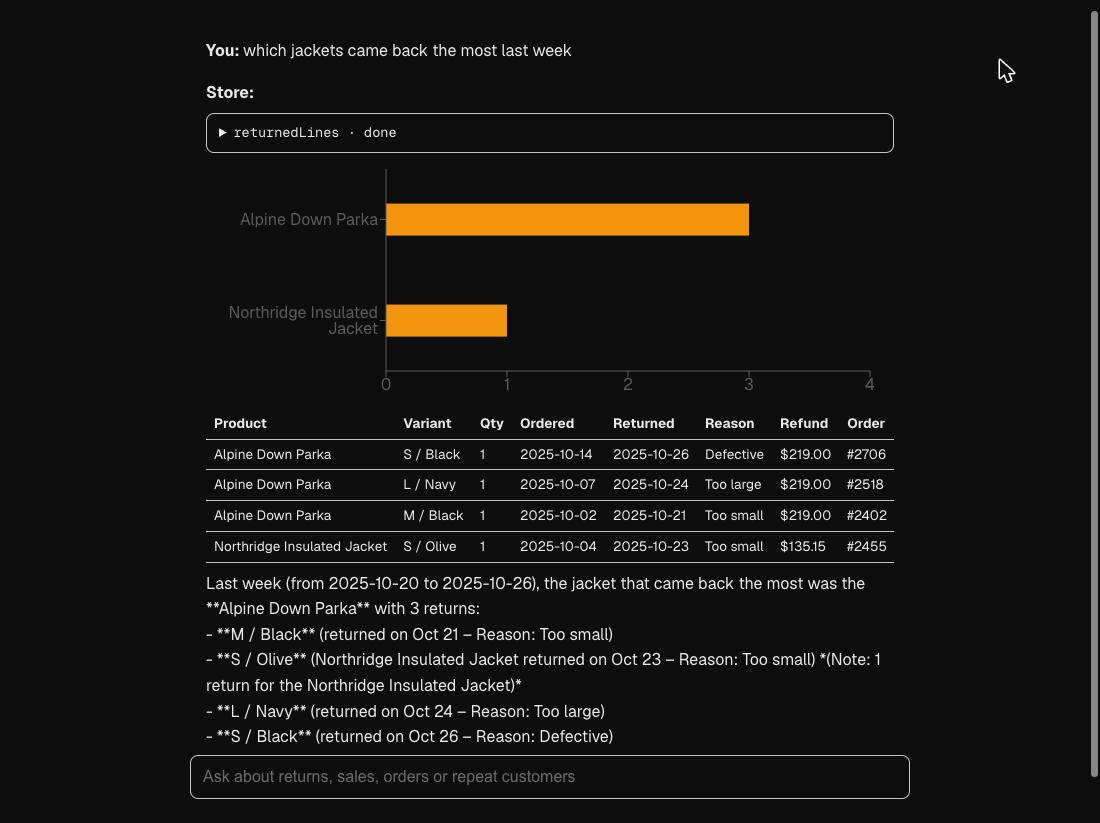 You: which jackets came back the most last week
Store:
▶ returnedLines · done
Alpine Down Parka
Northridge Insulated
Jacket
0 1 2 3 4
Product Variant Qty Ordered Returned Reason Refund Order
Alpine Down Parka S / Black 1 2025-10-14 2025-10-26 Defective $219.00 #2706
Alpine Down Parka L / Navy 1 2025-10-07 2025-10-24 Too large $219.00 #2518
Alpine Down Parka M / Black 1 2025-10-02 2025-10-21 Too small $219.00 #2402
Northridge Insulated Jacket S / Olive 1 2025-10-04 2025-10-23 Too small $135.15 #2455
Last week (from 2025-10-20 to 2025-10-26), the jacket that came back the most was the
**Alpine Down Parka** with 3 returns:
- **M / Black** (returned on Oct 21 – Reason: Too small)
- **S / Olive** (Northridge Insulated Jacket returned on Oct 23 – Reason: Too small) *(Note: 1
return for the Northridge Insulated Jacket)*
- **L / Navy** (returned on Oct 24 – Reason: Too large)
- **S / Black** (returned on Oct 26 – Reason: Defective)
Ask about returns, sales, orders or repeat customers